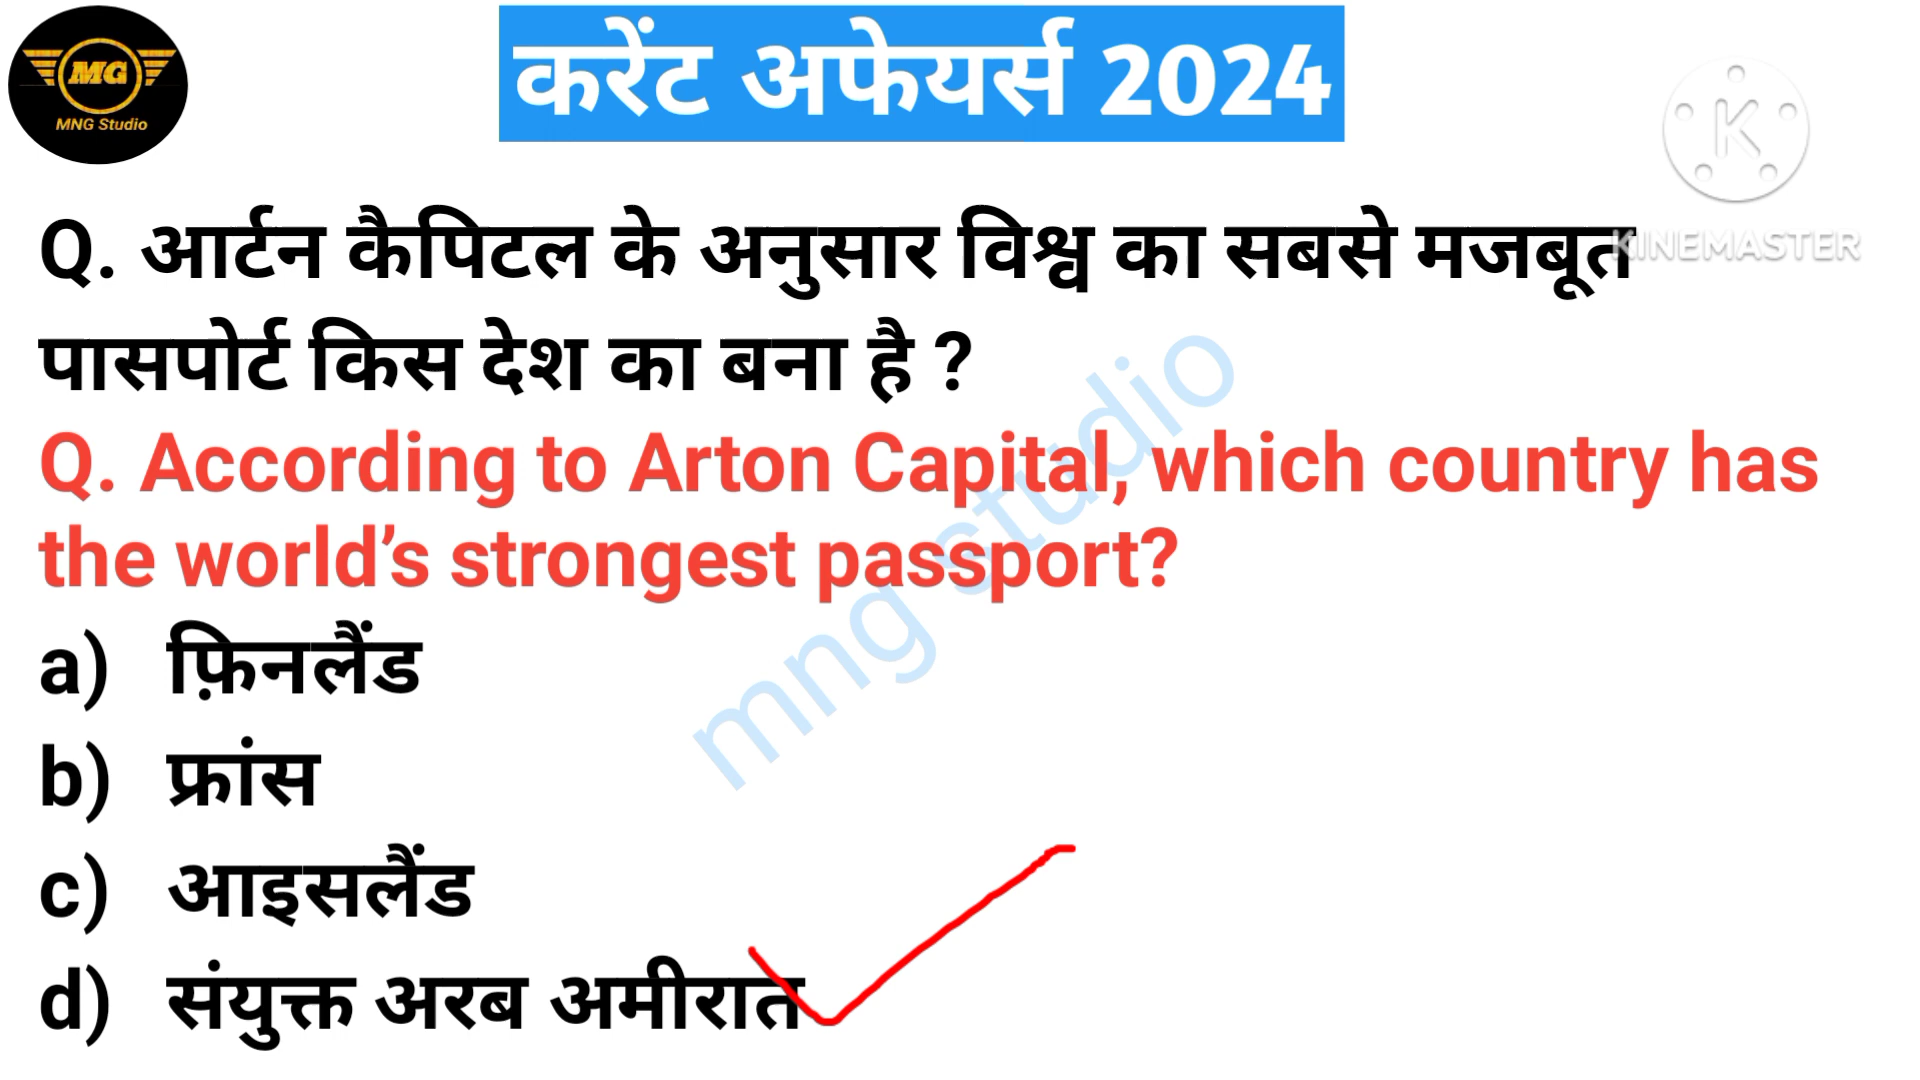 MG
MNG Studio
करेंट अफेयर्स 2024
K
KINEMASTER
Q. आर्टन कैपिटल के अनुसार विश्व का सबसे मजबूत
पासपोर्ट किस देश का बना है ?
Q. According to Arton Capital, which country has
the world’s strongest passport?
mng studio
a) फ़िनलैंड
b) फ्रांस
c) आइसलैंड
d) संयुक्त अरब अमीरात